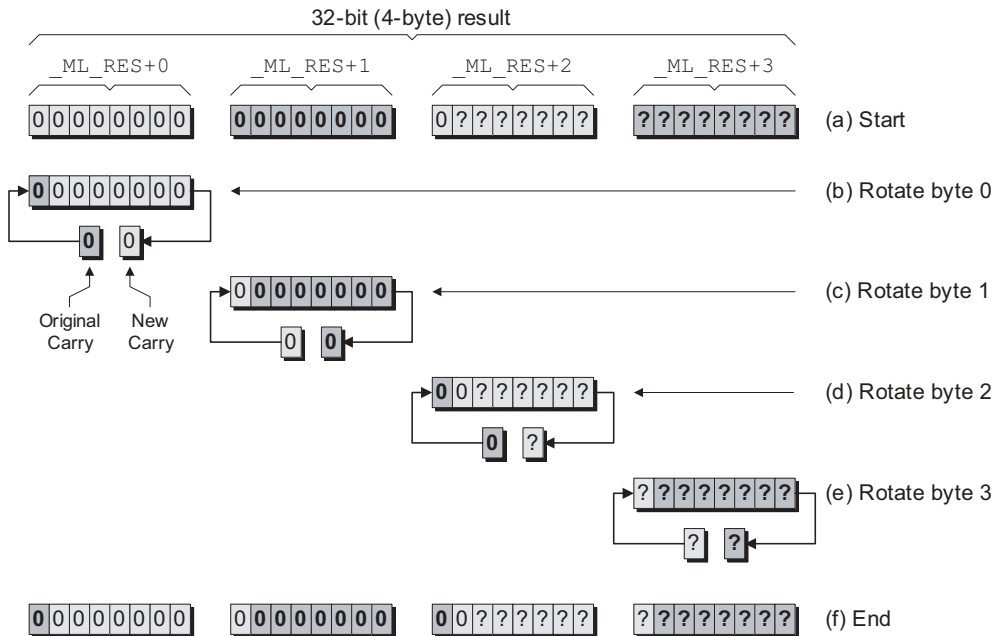 32-bit (4-byte) result
_ML_RES+0 _ML_RES+1 _ML_RES+2 _ML_RES+3
00000000 00000000 0??????? ???????? (a) Start
00000000 (b) Rotate byte 0
0 0
00000000 (c) Rotate byte 1
Original Carry New Carry
0 0
00?????? (d) Rotate byte 2
0 ?
???????? (e) Rotate byte 3
? ?
00000000 00000000 00?????? ???????? (f) End